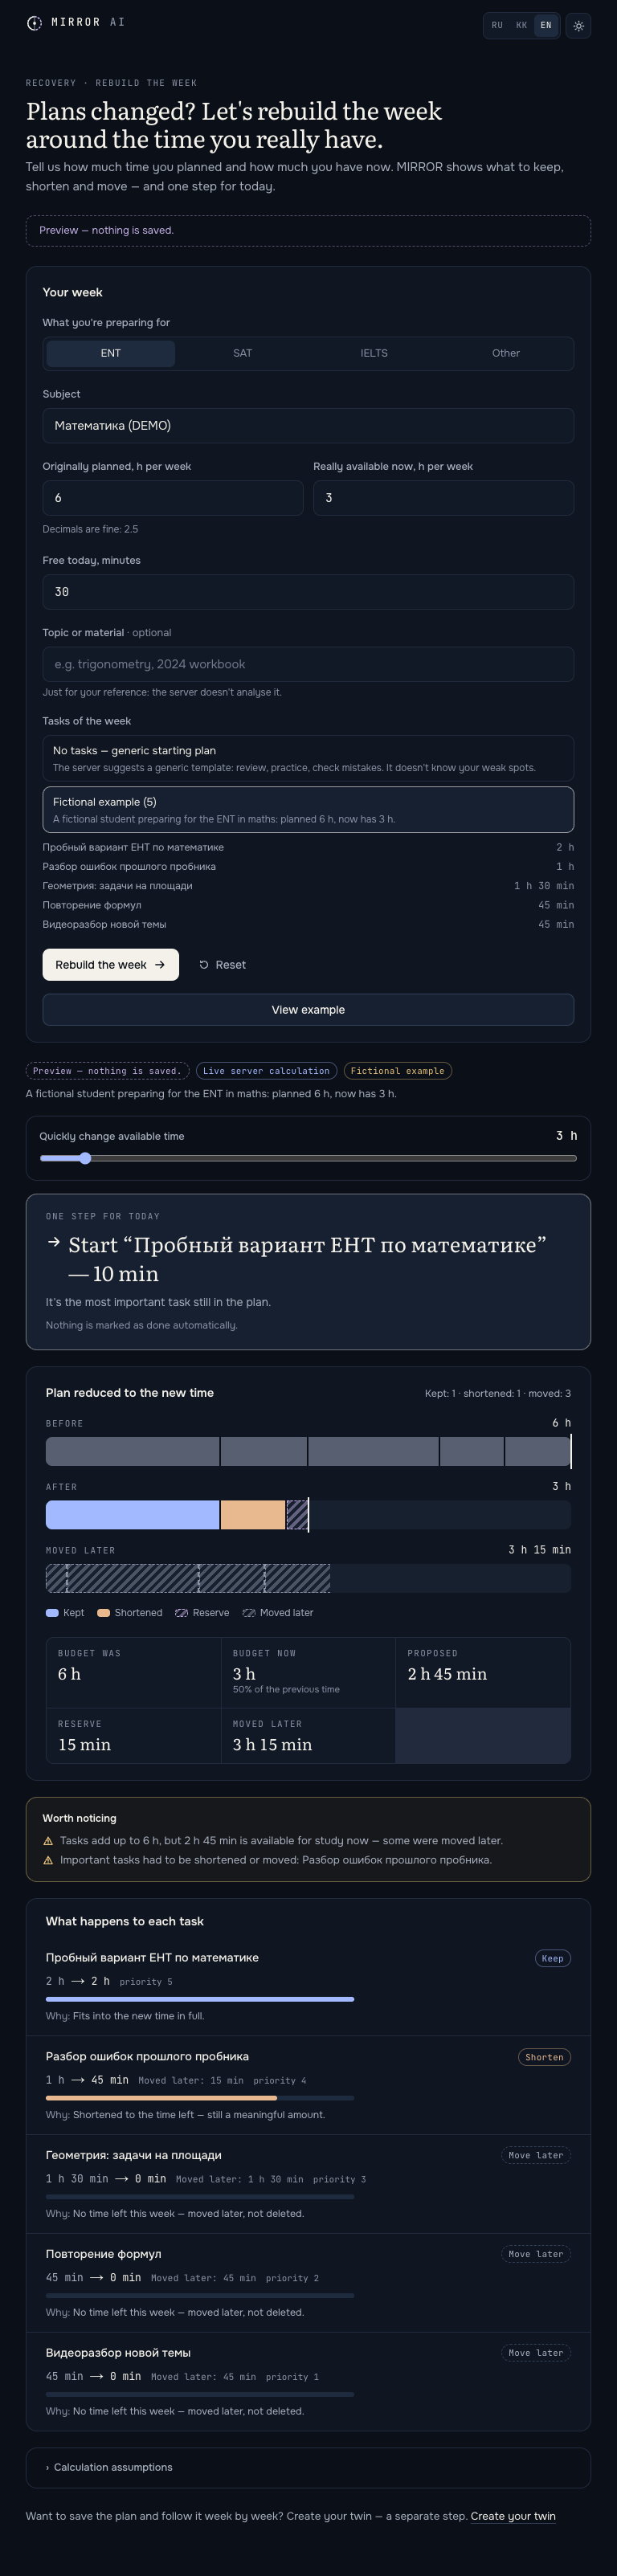 MIRROR AI
RU KK EN
RECOVERY · REBUILD THE WEEK
Plans changed? Let's rebuild the week
around the time you really have.
Tell us how much time you planned and how much you have now. MIRROR shows what to keep,
shorten and move — and one step for today.
Preview — nothing is saved.
Your week
What you're preparing for
ENT SAT IELTS Other
Subject
Математика (DEMO)
Originally planned, h per week Really available now, h per week
6 3
Decimals are fine: 2.5
Free today, minutes
30
Topic or material · optional
e.g. trigonometry, 2024 workbook
Just for your reference: the server doesn't analyse it.
Tasks of the week
No tasks — generic starting plan
The server suggests a generic template: review, practice, check mistakes. It doesn't know your weak spots.
Fictional example (5)
A fictional student preparing for the ENT in maths: planned 6 h, now has 3 h.
Пробный вариант ЕНТ по математике 2 h
Разбор ошибок прошлого пробника 1 h
Геометрия: задачи на площади 1 h 30 min
Повторение формул 45 min
Видеоразбор новой темы 45 min
Rebuild the week → Reset
View example
Preview — nothing is saved. Live server calculation Fictional example
A fictional student preparing for the ENT in maths: planned 6 h, now has 3 h.
Quickly change available time 3 h
ONE STEP FOR TODAY
→ Start “Пробный вариант ЕНТ по математике”
— 10 min
It's the most important task still in the plan.
Nothing is marked as done automatically.
Plan reduced to the new time Kept: 1 · shortened: 1 · moved: 3
BEFORE 6 h
AFTER 3 h
MOVED LATER 3 h 15 min
Kept Shortened Reserve Moved later
BUDGET WAS BUDGET NOW PROPOSED
6 h 3 h 2 h 45 min
50% of the previous time
RESERVE MOVED LATER
15 min 3 h 15 min
Worth noticing
Tasks add up to 6 h, but 2 h 45 min is available for study now — some were moved later.
Important tasks had to be shortened or moved: Разбор ошибок прошлого пробника.
What happens to each task
Пробный вариант ЕНТ по математике Keep
2 h → 2 h priority 5
Why: Fits into the new time in full.
Разбор ошибок прошлого пробника Shorten
1 h → 45 min Moved later: 15 min priority 4
Why: Shortened to the time left — still a meaningful amount.
Геометрия: задачи на площади Move later
1 h 30 min → 0 min Moved later: 1 h 30 min priority 3
Why: No time left this week — moved later, not deleted.
Повторение формул Move later
45 min → 0 min Moved later: 45 min priority 2
Why: No time left this week — moved later, not deleted.
Видеоразбор новой темы Move later
45 min → 0 min Moved later: 45 min priority 1
Why: No time left this week — moved later, not deleted.
› Calculation assumptions
Want to save the plan and follow it week by week? Create your twin — a separate step. Create your twin